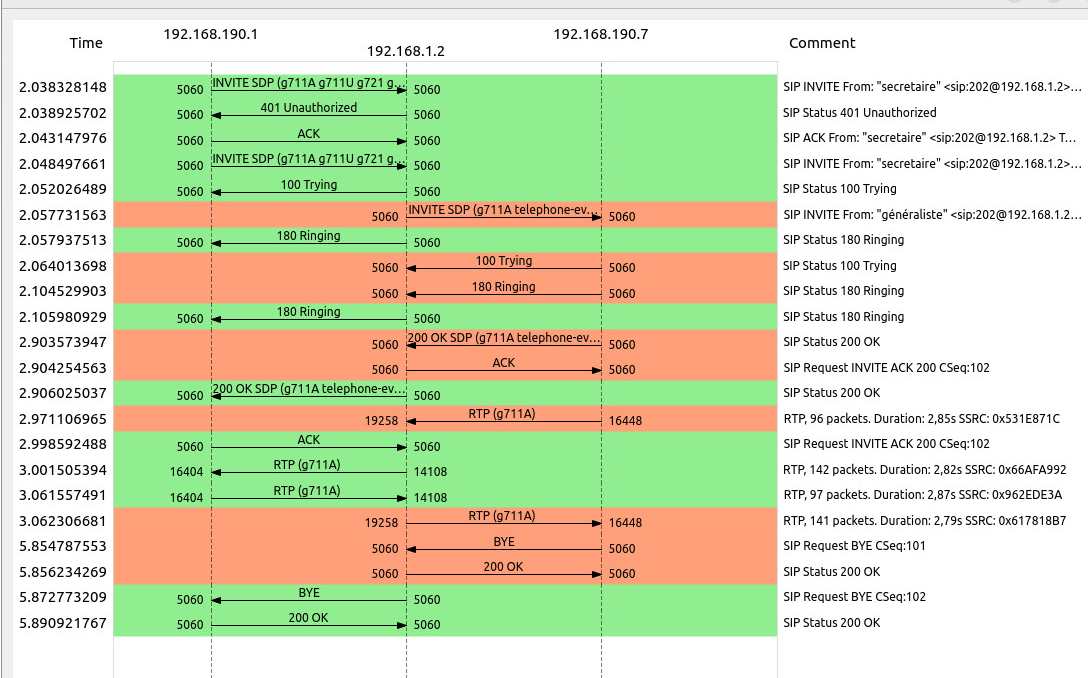 192.168.190.1 192.168.190.7
Time 192.168.1.2 Comment
2.038328148 5060 INVITE SDP (g711A g711U g721 g... 5060 SIP INVITE From: "secretaire" <sip:202@192.168.1.2>...
2.038925702 5060 401 Unauthorized 5060 SIP Status 401 Unauthorized
2.043147976 5060 ACK 5060 SIP ACK From: "secretaire" <sip:202@192.168.1.2> T...
2.048497661 5060 INVITE SDP (g711A g711U g721 g... 5060 SIP INVITE From: "secretaire" <sip:202@192.168.1.2>...
2.052026489 5060 100 Trying 5060 SIP Status 100 Trying
2.057731563 5060 INVITE SDP (g711A telephone-ev... 5060 SIP INVITE From: "généraliste" <sip:202@192.168.1.2...
2.057937513 5060 180 Ringing 5060 SIP Status 180 Ringing
2.064013698 5060 100 Trying 5060 SIP Status 100 Trying
2.104529903 5060 180 Ringing 5060 SIP Status 180 Ringing
2.105980929 5060 180 Ringing 5060 SIP Status 180 Ringing
2.903573947 5060 200 OK SDP (g711A telephone-ev... 5060 SIP Status 200 OK
2.904254563 5060 ACK 5060 SIP Request INVITE ACK 200 CSeq:102
2.906025037 5060 200 OK SDP (g711A telephone-ev... 5060 SIP Status 200 OK
2.971106965 19258 RTP (g711A) 16448 RTP, 96 packets. Duration: 2,85s SSRC: 0x531E871C
2.998592488 5060 ACK 5060 SIP Request INVITE ACK 200 CSeq:102
3.001505394 16404 RTP (g711A) 14108 RTP, 142 packets. Duration: 2,82s SSRC: 0x66AFA992
3.061557491 16404 RTP (g711A) 14108 RTP, 97 packets. Duration: 2,87s SSRC: 0x962EDE3A
3.062306681 19258 RTP (g711A) 16448 RTP, 141 packets. Duration: 2,79s SSRC: 0x617818B7
5.854787553 5060 BYE 5060 SIP Request BYE CSeq:101
5.856234269 5060 200 OK 5060 SIP Status 200 OK
5.872773209 5060 BYE 5060 SIP Request BYE CSeq:102
5.890921767 5060 200 OK 5060 SIP Status 200 OK